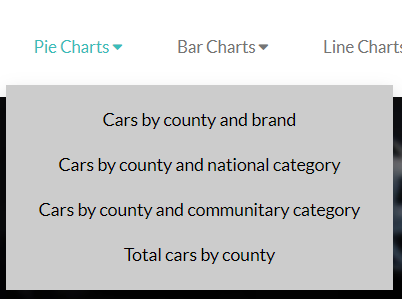 Pie Charts Bar Charts Line Charts
Cars by county and brand
Cars by county and national category
Cars by county and communitary category
Total cars by county